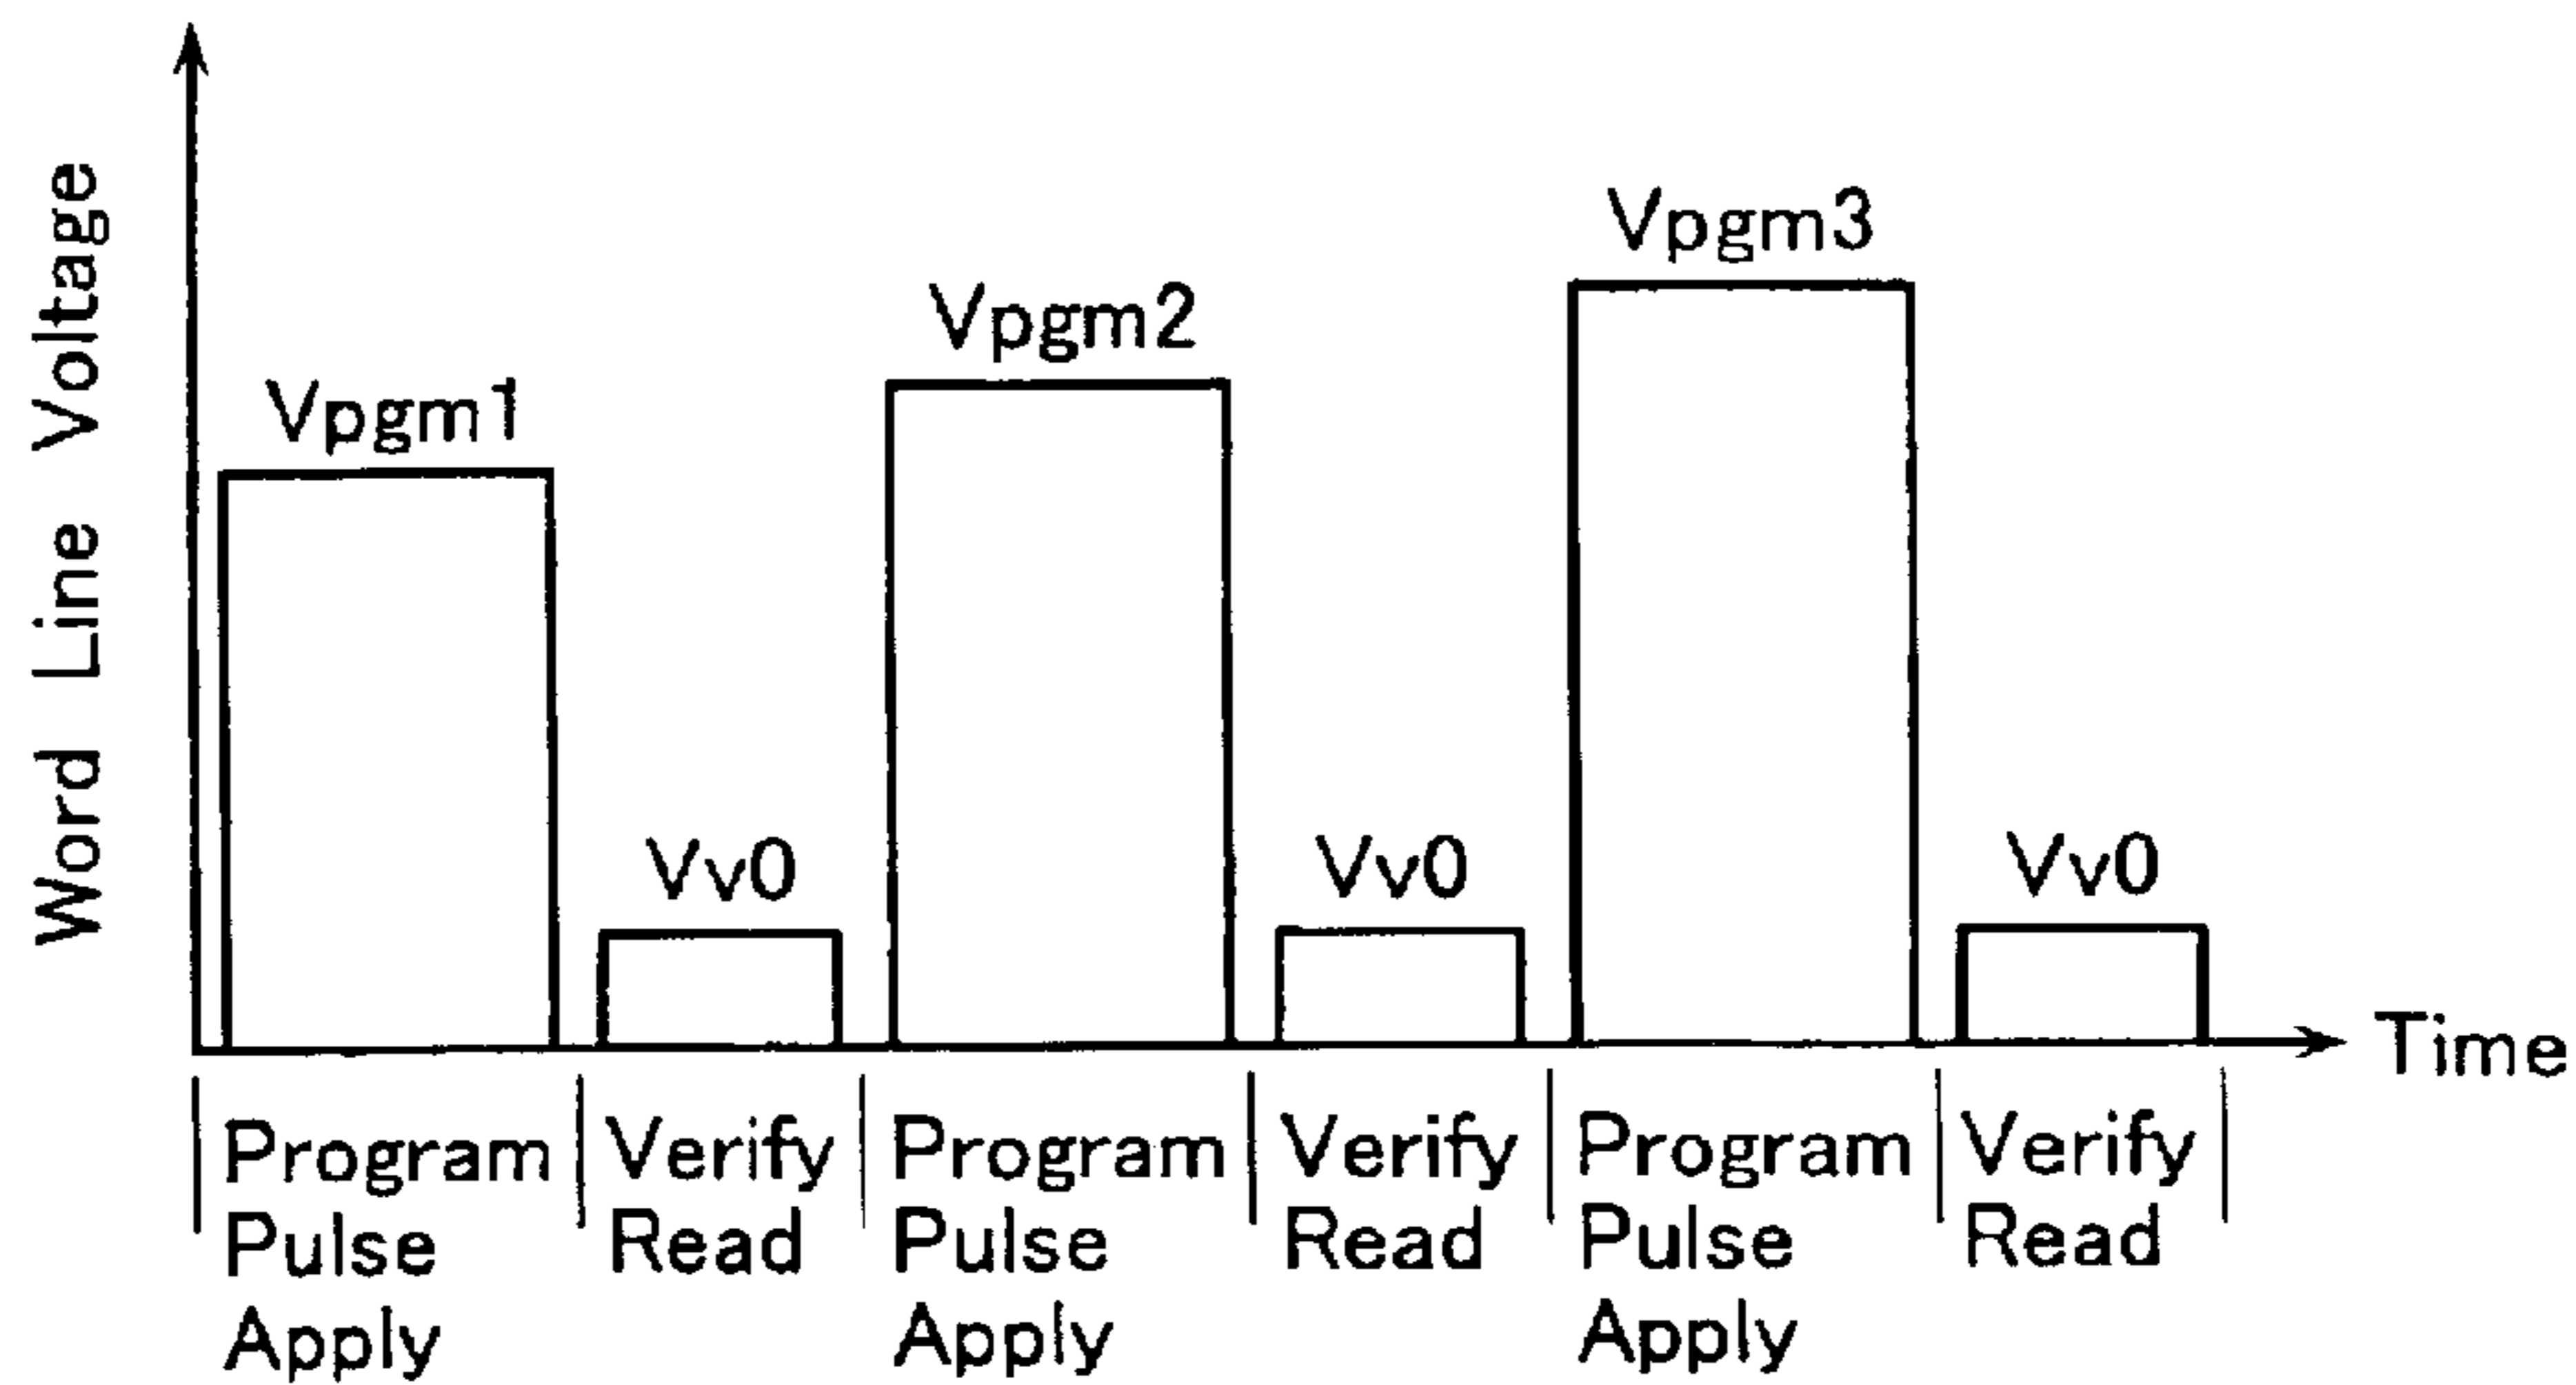 Word Line Voltage
Vpgm1
Vv0
Vpgm2
Vv0
Vpgm3
Vv0
Time
Program
Pulse
Apply
Verify
Read
Program
Pulse
Apply
Verify
Read
Program
Pulse
Apply
Verify
Read